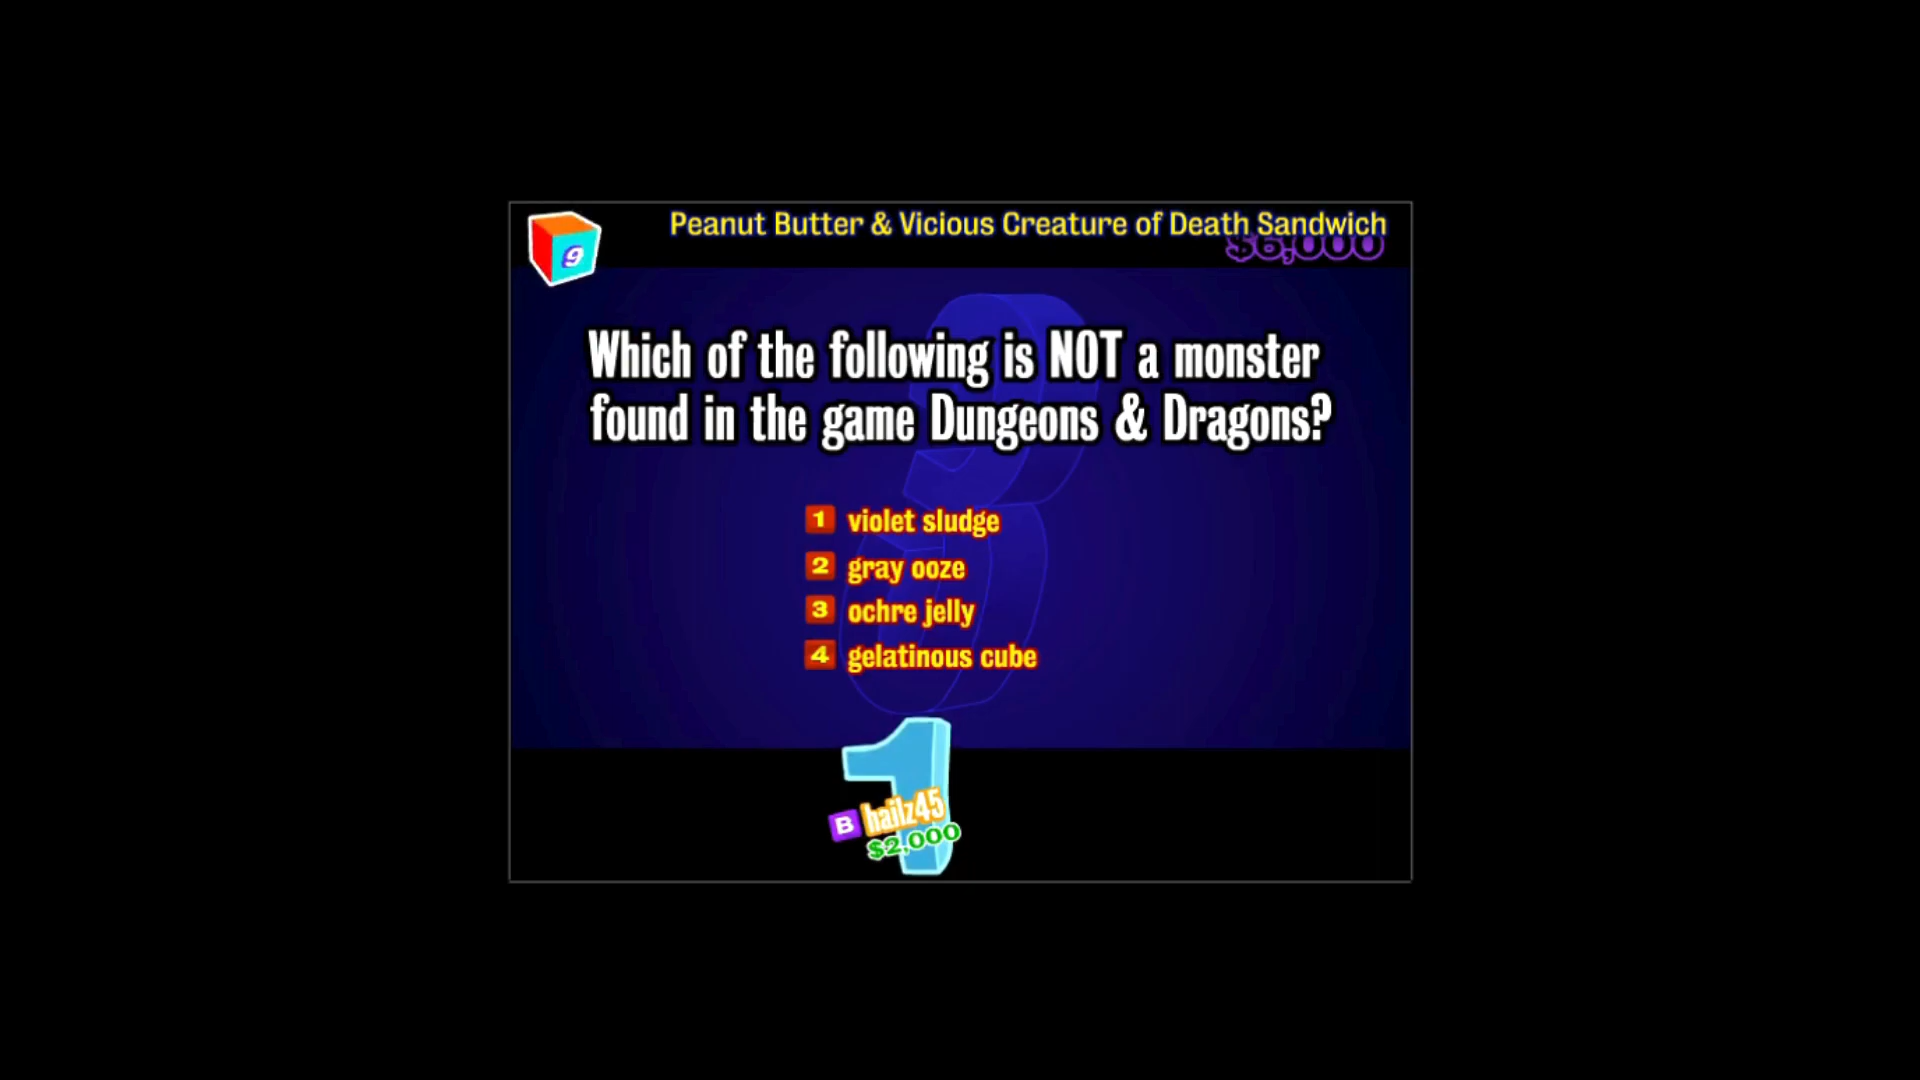 9
Peanut Butter & Vicious Creature of Death Sandwich
$6,000
Which of the following is NOT a monster
found in the game Dungeons & Dragons?
1 violet sludge
2 gray ooze
3 ochre jelly
4 gelatinous cube
1
B hailz45
$2,000